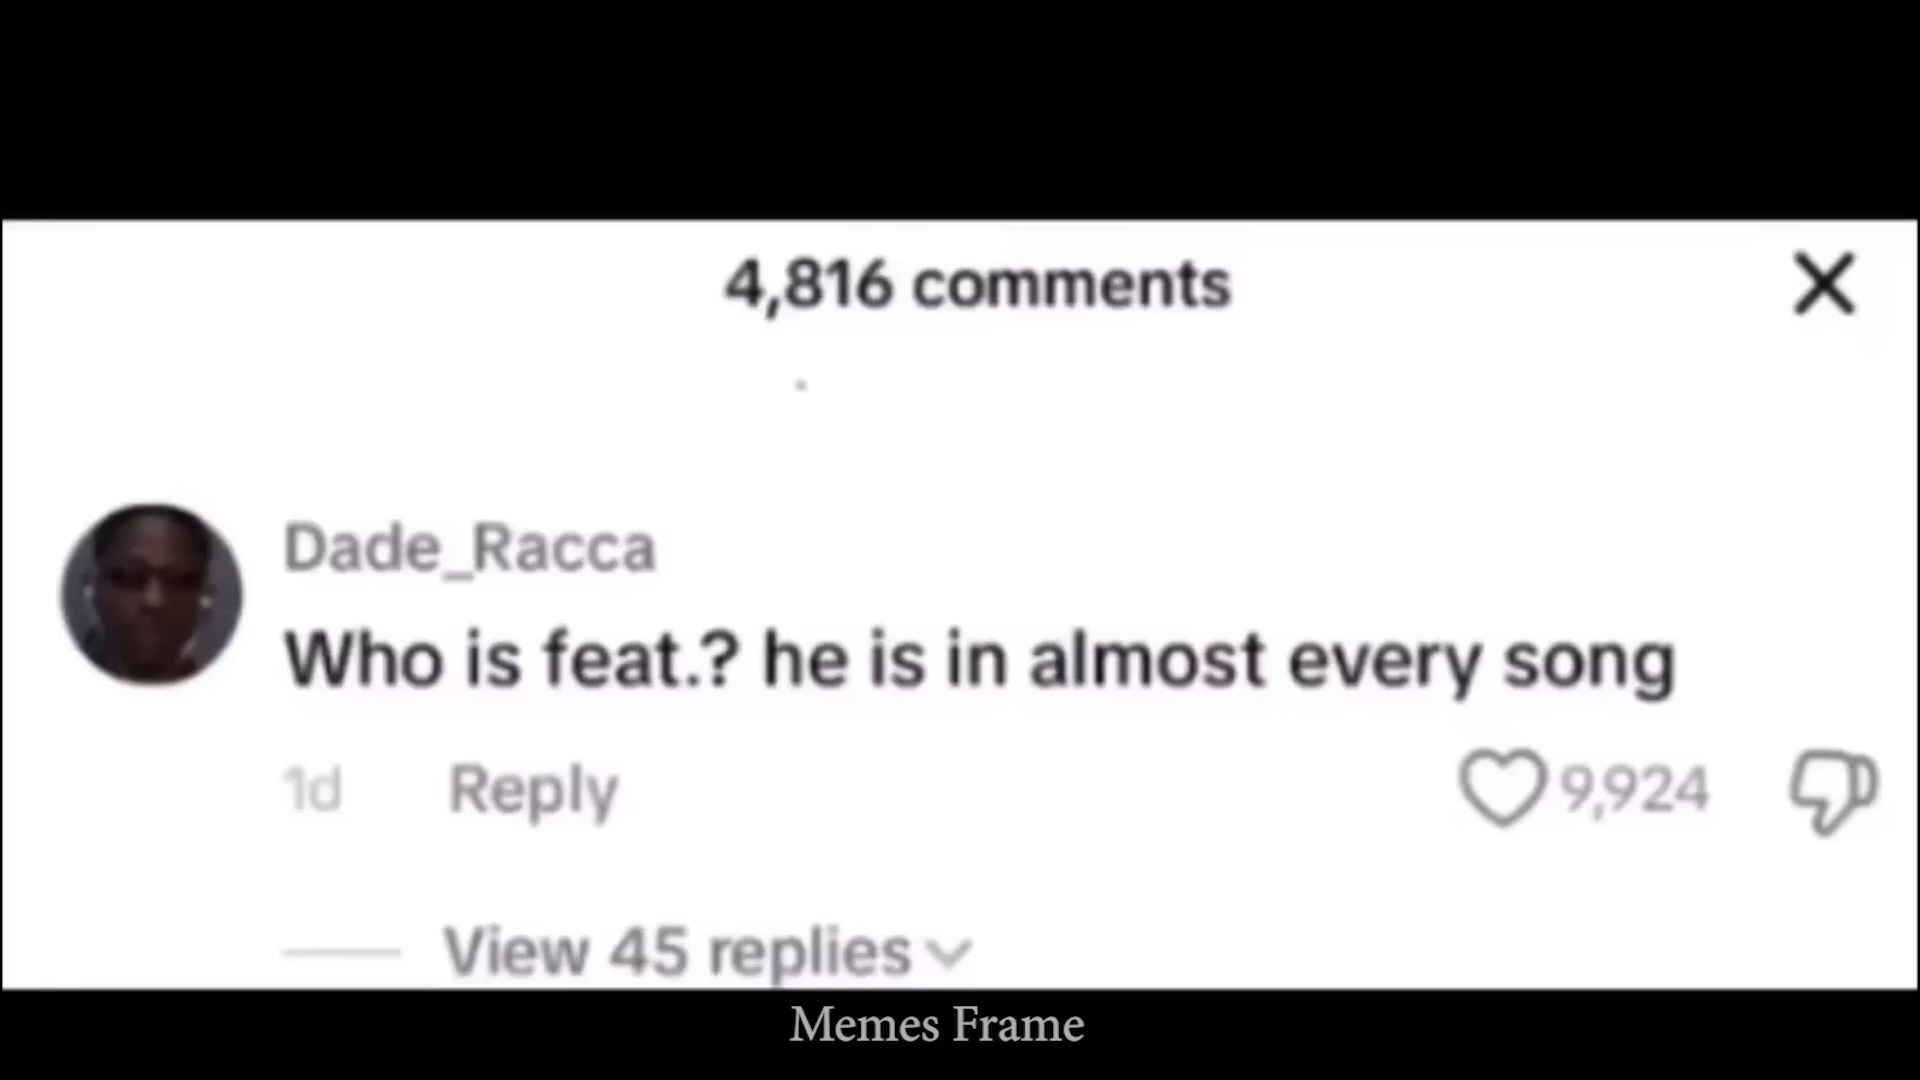 4,816 comments
Dade_Racca
Who is feat.? he is in almost every song
1d Reply 9,924
View 45 replies
Memes Frame